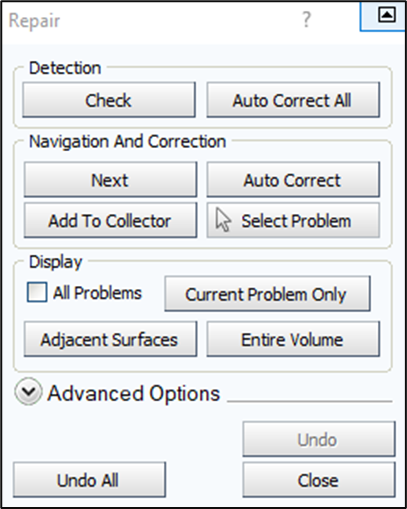 Repair ?
Detection
Check Auto Correct All
Navigation And Correction
Next Auto Correct
Add To Collector Select Problem
Display
All Problems Current Problem Only
Adjacent Surfaces Entire Volume
Advanced Options
Undo
Undo All Close